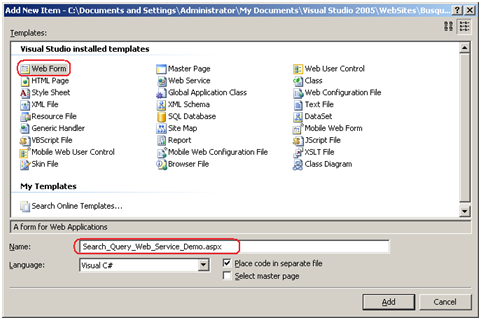 Add New Item - C:\Documents and Settings\Administrator\My Documents\Visual Studio 2005\WebSites\Busqu...
Templates:
Visual Studio installed templates
Web Form Master Page Web User Control
HTML Page Web Service Class
Style Sheet Global Application Class Web Configuration File
XML File XML Schema Text File
Resource File SQL Database DataSet
Generic Handler Site Map Mobile Web Form
VBScript File Report JScript File
Mobile Web User Control Mobile Web Configuration File XSLT File
Skin File Browser File Class Diagram
My Templates
Search Online Templates...
A form for Web Applications
Name: Search_Query_Web_Service_Demo.aspx
Language: Visual C# Place code in separate file
Select master page
Add Cancel